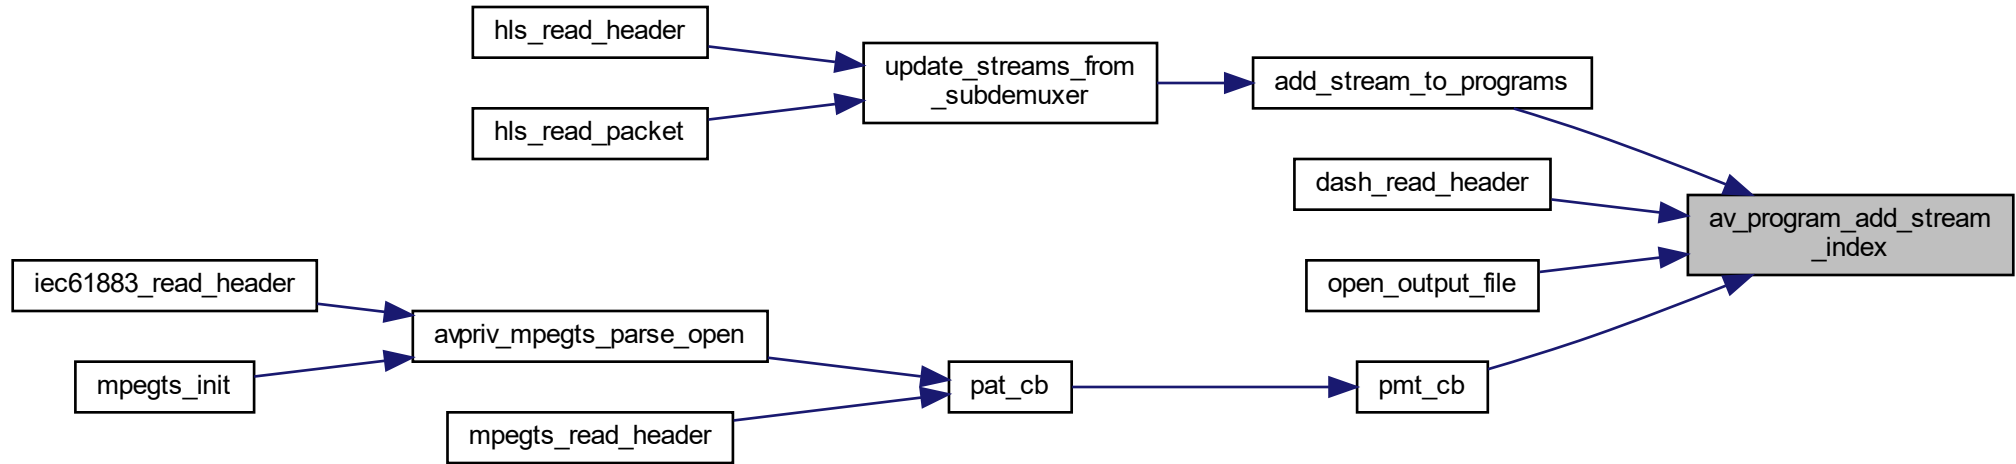 hls_read_header
hls_read_packet
update_streams_from
_subdemuxer
add_stream_to_programs
dash_read_header
av_program_add_stream
_index
open_output_file
iec61883_read_header
avpriv_mpegts_parse_open
mpegts_init
pat_cb
pmt_cb
mpegts_read_header